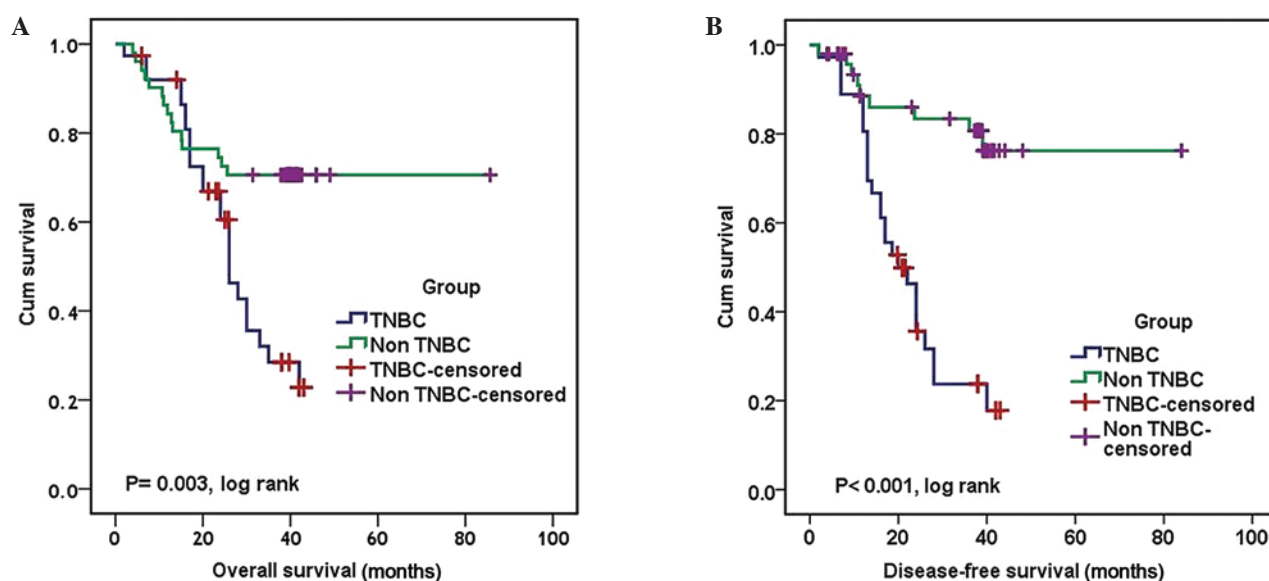 A
Cum survival
1.0
0.8
0.6
0.4
0.2
0.0
Group
TNBC
Non TNBC
TNBC-censored
Non TNBC-censored
P= 0.003, log rank
0 20 40 60 80 100
Overall survival (months)
B
Cum survival
1.0
0.8
0.6
0.4
0.2
0.0
Group
TNBC
Non TNBC
TNBC-censored
Non TNBC-
censored
P< 0.001, log rank
0 20 40 60 80 100
Disease-free survival (months)